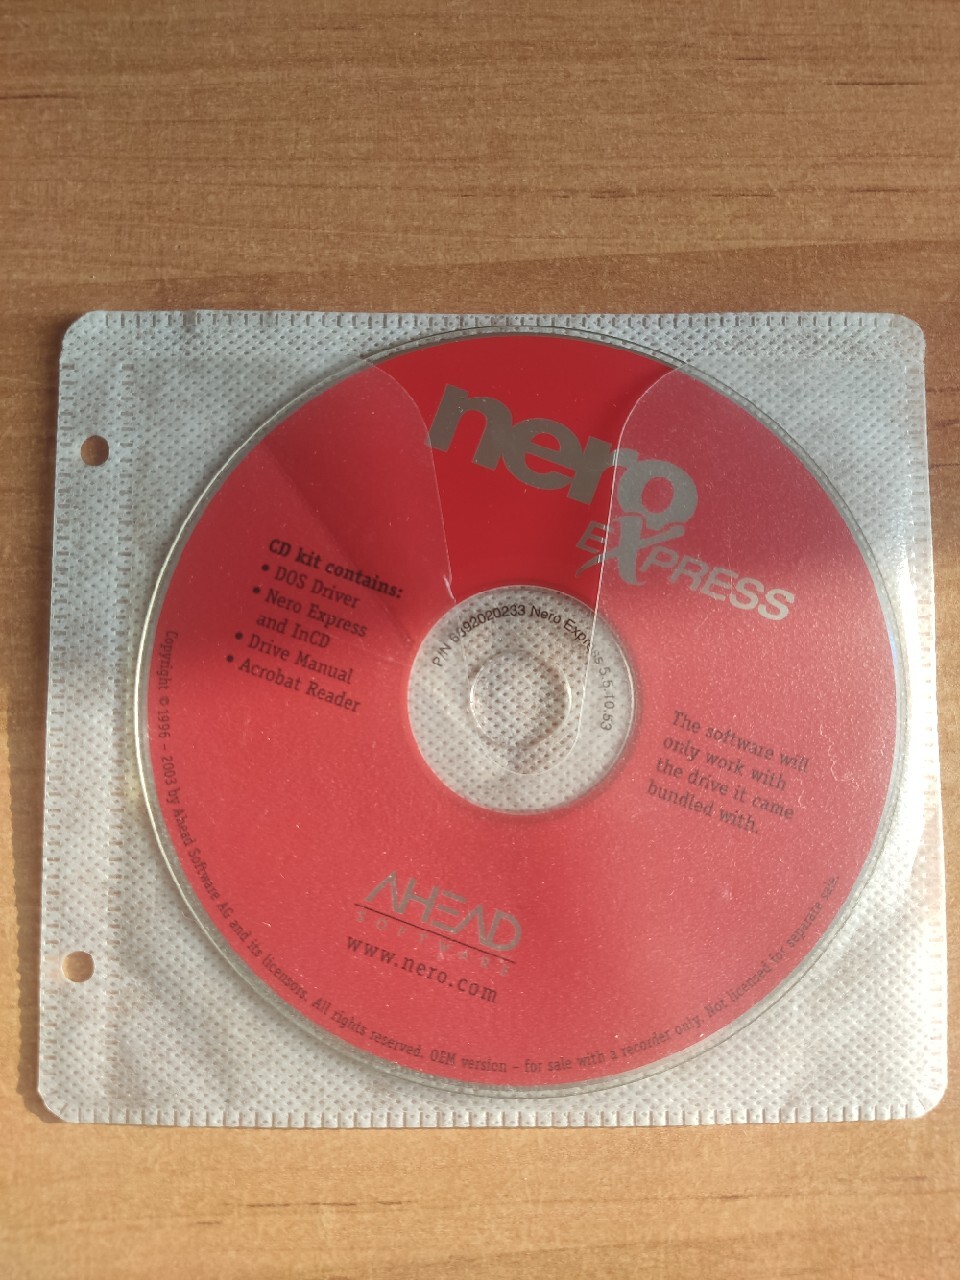 nero
EXPRESS
CD kit contains:
• DOS Driver
• Nero Express
and InCD
• Drive Manual
• Acrobat Reader
Nero Express 5.5.10.53
The software will
only work with
the drive it came
bundled with.
AHEAD
SOFTWARE
www.nero.com
Copyright © 1996 - 2003 by Ahead Software AG and its licensors. All rights reserved. OEM version - for sale with a recorder only. Not licensed for separate sale.